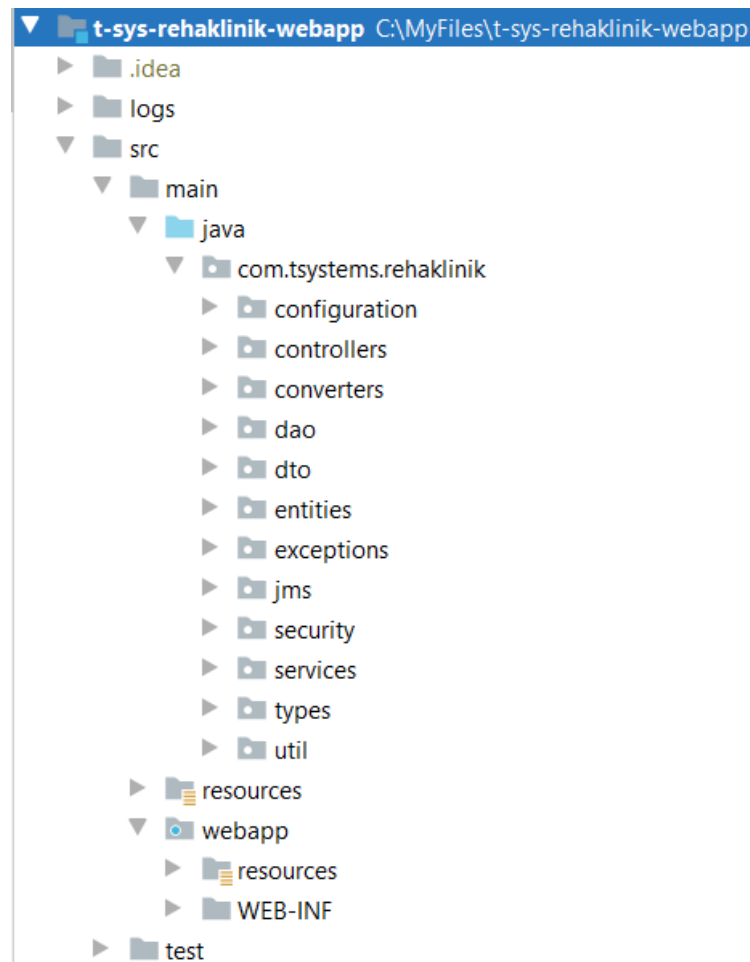 t-sys-rehaklinik-webapp C:\MyFiles\t-sys-rehaklinik-webapp
.idea
logs
src
main
java
com.tsystems.rehaklinik
configuration
controllers
converters
dao
dto
entities
exceptions
jms
security
services
types
util
resources
webapp
resources
WEB-INF
test